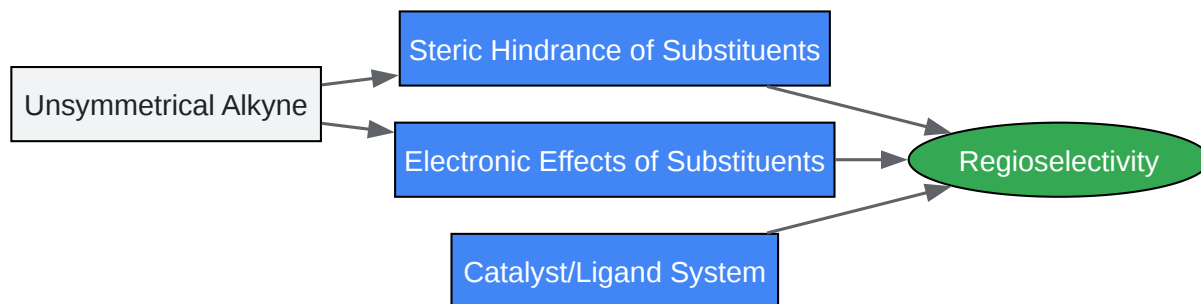 Steric Hindrance of Substituents
Unsymmetrical Alkyne
Electronic Effects of Substituents
Regioselectivity
Catalyst/Ligand System